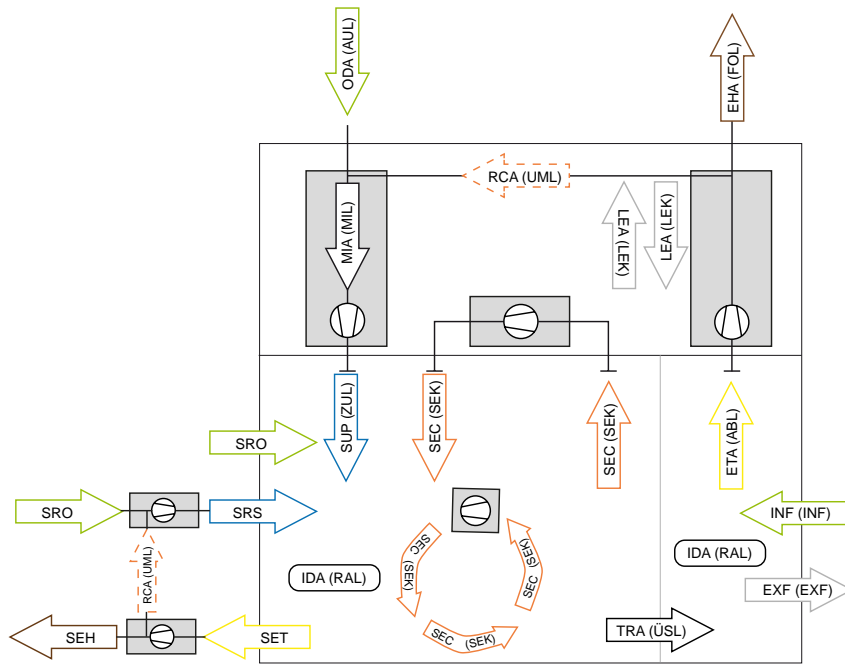 ODA (AUL)
EHA (FOL)
RCA (UML)
MIA (MIL)
LEA (LEK)
LEA (LEK)
SUP (ZUL)
SEC (SEK)
SEC (SEK)
ETA (ABL)
SRO
SRO
SRS
INF (INF)
RCA (UML)
SEC (SEK)
SEC (SEK)
IDA (RAL)
IDA (RAL)
EXF (EXF)
SEH
SET
SEC (SEK)
TRA (ÜSL)